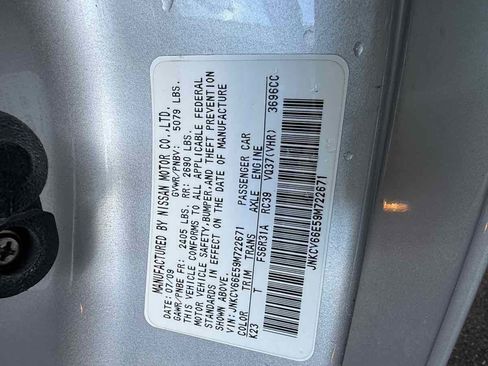 MANUFACTURED BY NISSAN MOTOR CO.,LTD.
DATE: 07/09 GVWR/PNBV: 5079 LBS.
GAWR/PNBE FR: 2405 LBS. RR: 2690 LBS.
THIS VEHICLE CONFORMS TO ALL APPLICABLE FEDERAL
MOTOR VEHICLE SAFETY,BUMPER,AND THEFT PREVENTION
STANDARDS IN EFFECT ON THE DATE OF MANUFACTURE
SHOWN ABOVE.
VIN: JNKCV66E59M722671 PASSENGER CAR
COLOR TRIM TRANS AXLE ENGINE
K23 T FS6R31A RC39 VQ37(VHR) 3696CC
JNKCV66E59M722671